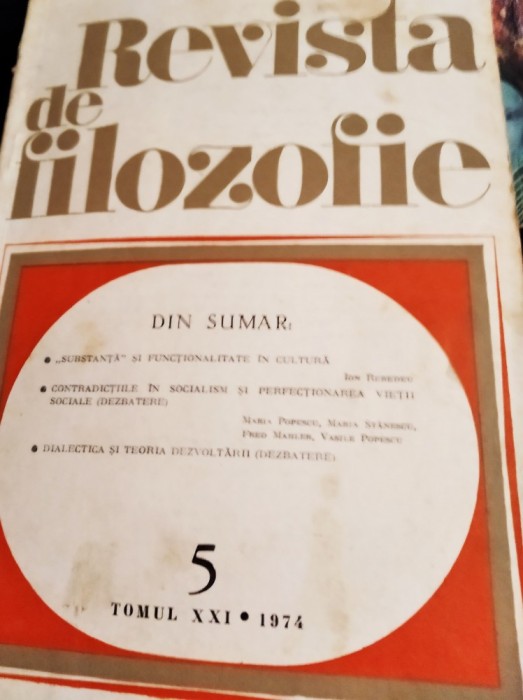 Revista
de
filozofie
DIN SUMAR:
• „SUBSTANȚĂ” ȘI FUNCȚIONALITATE ÎN CULTURĂ
ION
• CONTRADICȚIILE ÎN SOCIALISM ȘI PERFECȚIONAREA VIEȚII
SOCIALE (DEZBATERE)
MARIA POPESCU, MARIA STĂNESCU,
FRED MAHLER, VASILE POPESCU
• DIALECTICA ȘI TEORIA DEZVOLTĂRII (DEZBATERE)
5
TOMUL XXI • 1974